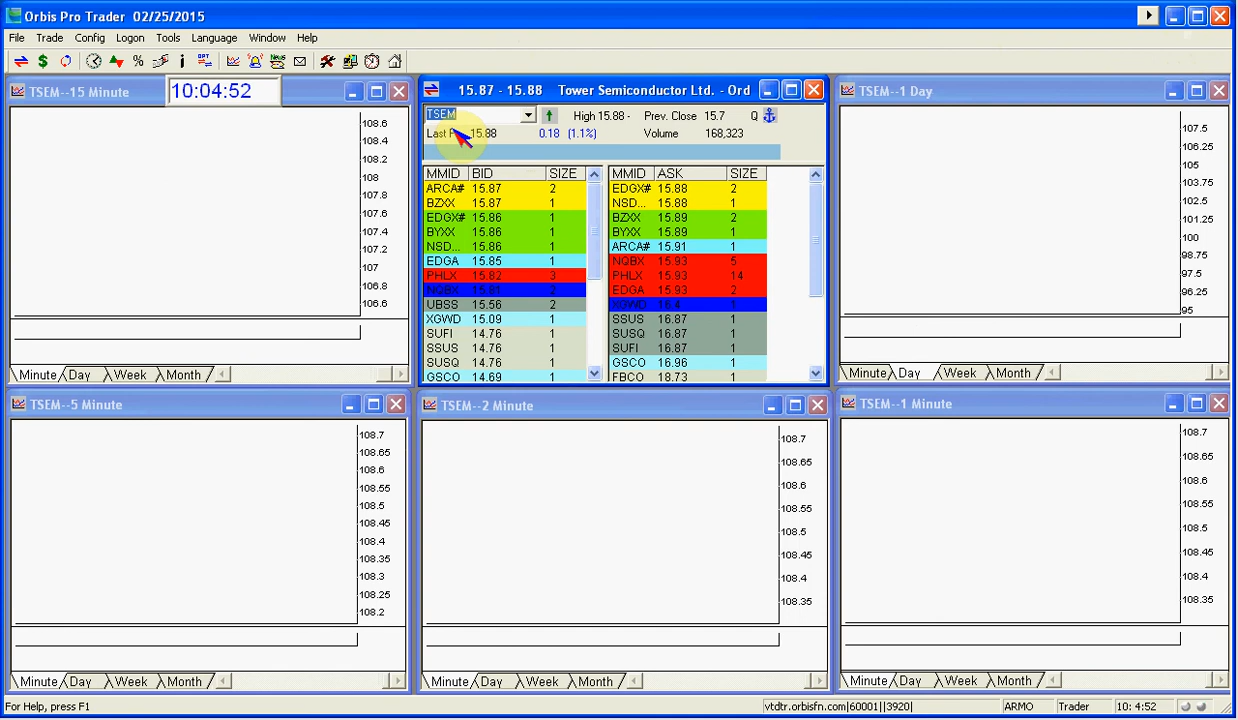 Orbis Pro Trader 02/25/2015
File Trade Config Logon Tools Language Window Help
TSEM--15 Minute
10:04:52
108.6
108.4
108.2
108
107.8
107.6
107.4
107.2
107
106.8
106.6
Minute Day Week Month
15.87 - 15.88 Tower Semiconductor Ltd. - Ord
TSEM High 15.88 - Prev. Close 15.7 Q
15.88 0.18 (1.1%) Volume 168,323
MMID BID SIZE MMID ASK SIZE
ARCA# 15.87 2 EDGX# 15.88 2
BZXX 15.87 1 NSD... 15.88 1
EDGX# 15.86 1 BZXX 15.89 2
BYXX 15.86 1 BYXX 15.89 1
NSD... 15.86 1 ARCA# 15.91 1
EDGA 15.85 1 NQBX 15.93 5
PHLX 15.82 3 PHLX 15.93 14
NQBX 15.81 2 EDGA 15.93 2
UBSS 15.56 2 XGWD 16.4 1
XGWD 15.09 1 SSUS 16.87 1
SUFI 14.76 1 SUSQ 16.87 1
SSUS 14.76 1 SUFI 16.87 1
SUSQ 14.76 1 GSCO 16.96 1
GSCO 14.69 1 FBCO 18.73 1
TSEM--1 Day
107.5
106.25
105
103.75
102.5
101.25
100
98.75
97.5
96.25
95
Minute Day Week Month
TSEM--5 Minute
108.7
108.65
108.6
108.55
108.5
108.45
108.4
108.35
108.3
108.25
108.2
Minute Day Week Month
TSEM--2 Minute
108.7
108.65
108.6
108.55
108.5
108.45
108.4
108.35
Minute Day Week Month
TSEM--1 Minute
108.7
108.65
108.6
108.55
108.5
108.45
108.4
108.35
Minute Day Week Month
For Help, press F1 vtdtr.orbisfn.com|60001||3920| ARMO Trader 10: 4:52